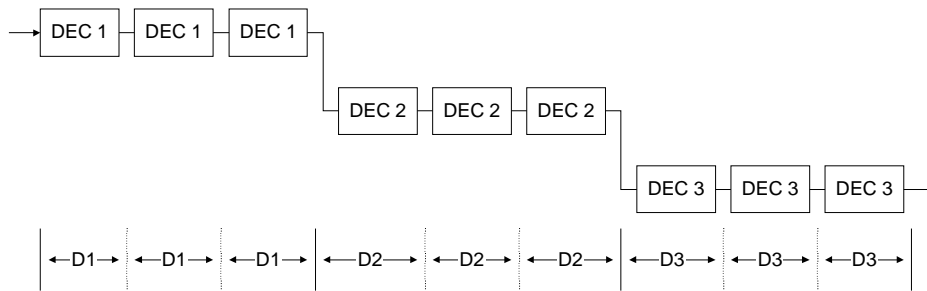 DEC 1 DEC 1 DEC 1
DEC 2 DEC 2 DEC 2
DEC 3 DEC 3 DEC 3
D1 D1 D1 D2 D2 D2 D3 D3 D3